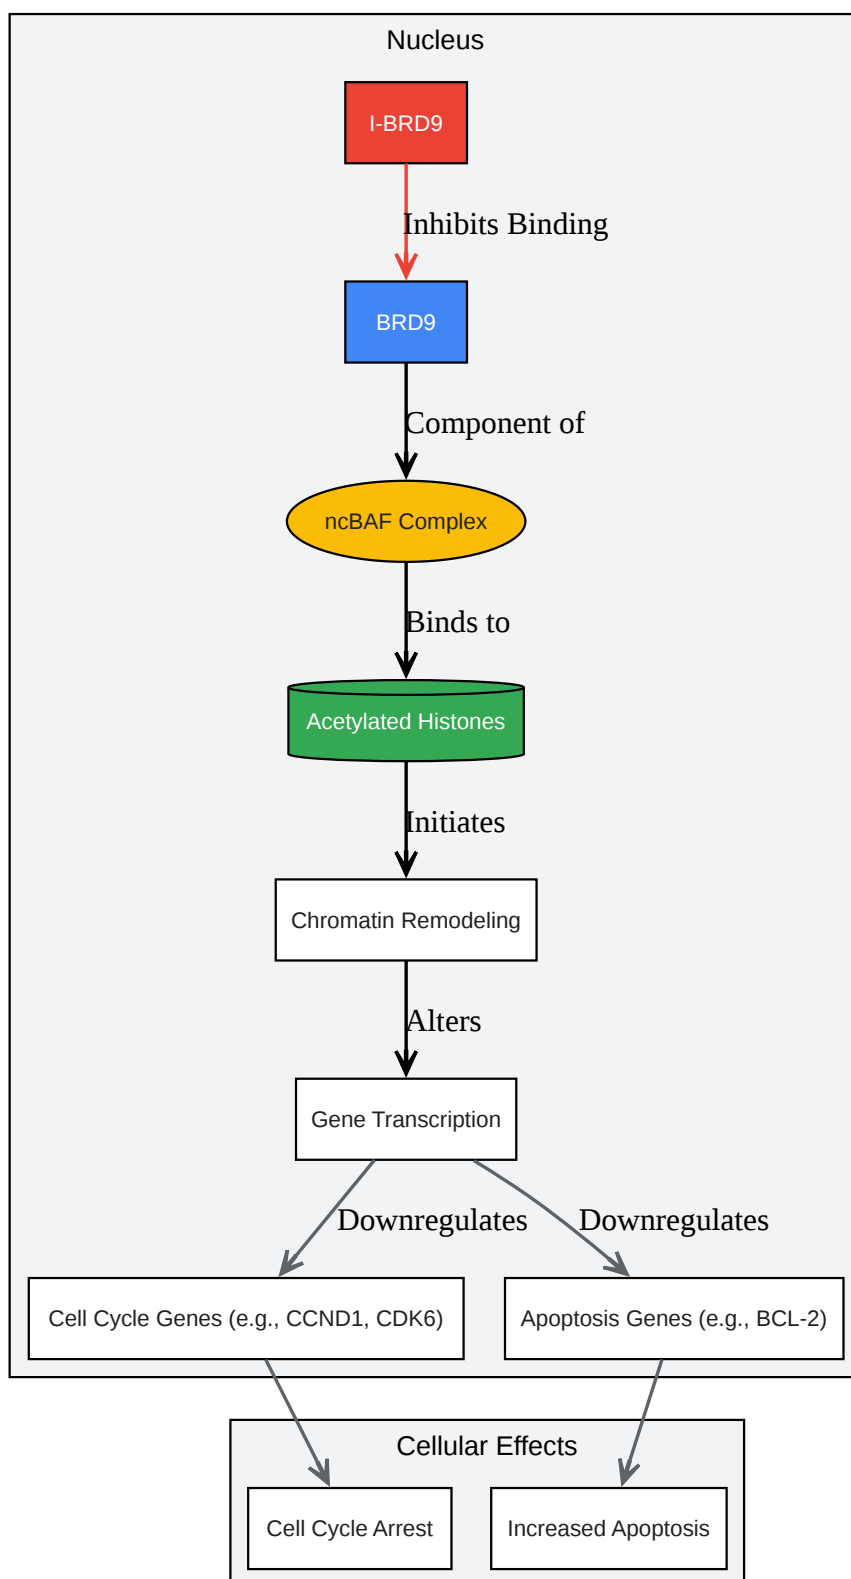 Nucleus
I-BRD9
Inhibits Binding
BRD9
Component of
ncBAF Complex
Binds to
Acetylated Histones
Initiates
Chromatin Remodeling
Alters
Gene Transcription
Downregulates
Downregulates
Cell Cycle Genes (e.g., CCND1, CDK6)
Apoptosis Genes (e.g., BCL-2)
Cellular Effects
Cell Cycle Arrest
Increased Apoptosis